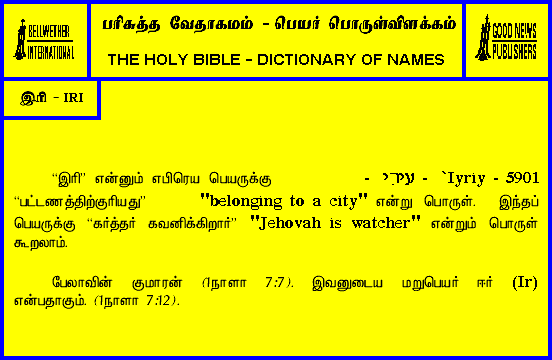 BELLWETHER
INTERNATIONAL
பரிசுத்த வேதாகமம் - பெயர் பொருள்விளக்கம்
THE HOLY BIBLE - DICTIONARY OF NAMES
GOOD NEWS
PUBLISHERS
இரி - IRI
“இரி” என்னும் எபிரெய பெயருக்கு - עירי - `Iyriy - 5901
“பட்டணத்திற்குரியது” "belonging to a city" என்று பொருள். இந்தப்
பெயருக்கு “கர்த்தர் கவனிக்கிறார்” "Jehovah is watcher" என்றும் பொருள்
கூறலாம்.
பேலாவின் குமாரன் (1நாளா 7:7). இவனுடைய மறுபெயர் ஈர் (Ir)
என்பதாகும். (1நாளா 7:12).